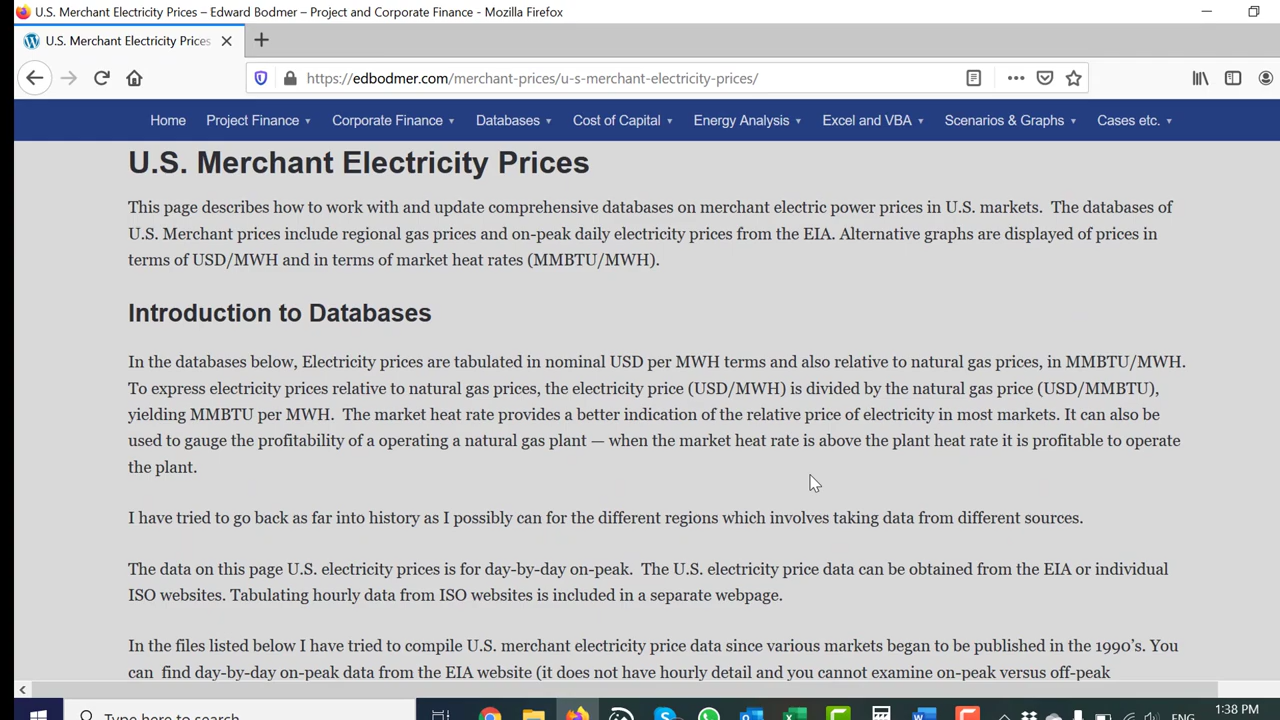 U.S. Merchant Electricity Prices – Edward Bodmer – Project and Corporate Finance - Mozilla Firefox
U.S. Merchant Electricity Prices
https://edbodmer.com/merchant-prices/u-s-merchant-electricity-prices/
Home Project Finance Corporate Finance Databases Cost of Capital Energy Analysis Excel and VBA Scenarios & Graphs Cases etc.
U.S. Merchant Electricity Prices
This page describes how to work with and update comprehensive databases on merchant electric power prices in U.S. markets. The databases of
U.S. Merchant prices include regional gas prices and on-peak daily electricity prices from the EIA. Alternative graphs are displayed of prices in
terms of USD/MWH and in terms of market heat rates (MMBTU/MWH).
Introduction to Databases
In the databases below, Electricity prices are tabulated in nominal USD per MWH terms and also relative to natural gas prices, in MMBTU/MWH.
To express electricity prices relative to natural gas prices, the electricity price (USD/MWH) is divided by the natural gas price (USD/MMBTU),
yielding MMBTU per MWH. The market heat rate provides a better indication of the relative price of electricity in most markets. It can also be
used to gauge the profitability of a operating a natural gas plant — when the market heat rate is above the plant heat rate it is profitable to operate
the plant.
I have tried to go back as far into history as I possibly can for the different regions which involves taking data from different sources.
The data on this page U.S. electricity prices is for day-by-day on-peak. The U.S. electricity price data can be obtained from the EIA or individual
ISO websites. Tabulating hourly data from ISO websites is included in a separate webpage.
In the files listed below I have tried to compile U.S. merchant electricity price data since various markets began to be published in the 1990's. You
can find day-by-day on-peak data from the EIA website (it does not have hourly detail and you cannot examine on-peak versus off-peak
Type here to search
ENG
1:38 PM